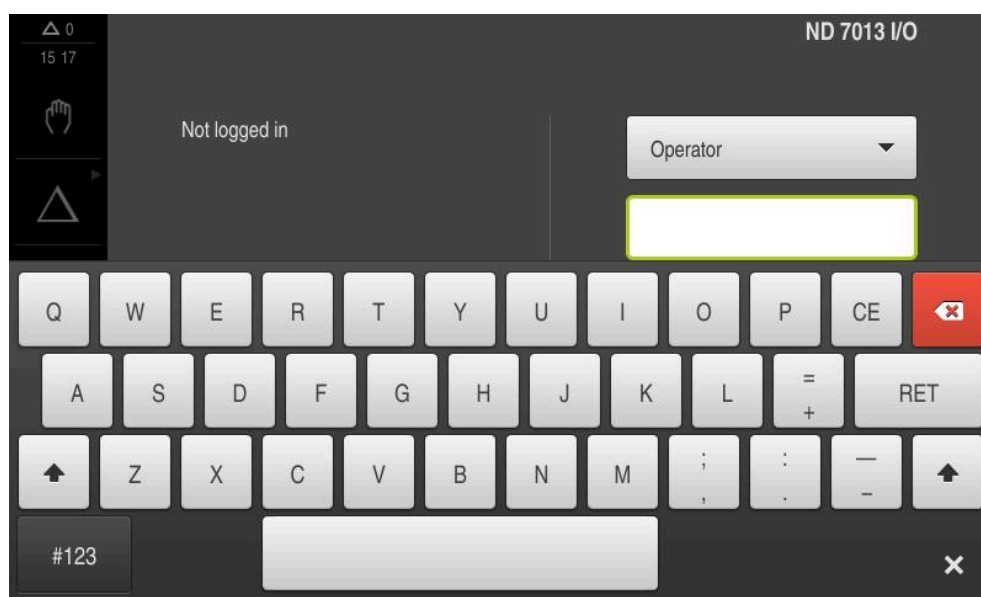 0
ND 7013 I/O
15 17
Not logged in
Operator
Q W E R T Y U I O P CE
A S D F G H J K L = + RET
Z X C V B N M ; , : . — –
#123